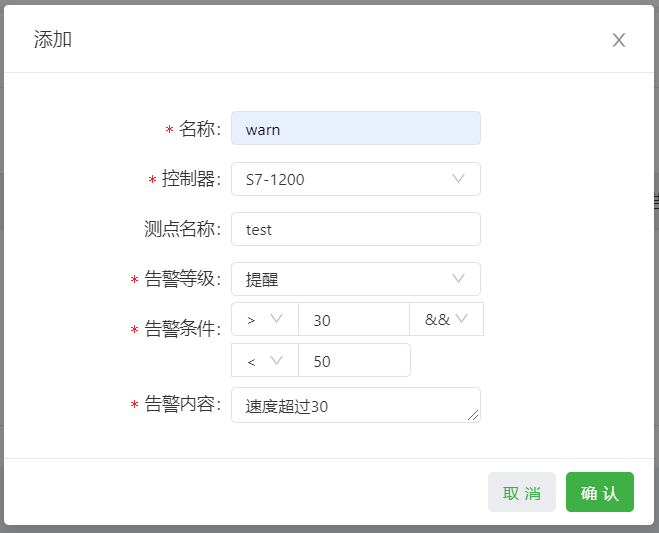 添加
* 名称: warn
* 控制器: S7-1200
测点名称: test
* 告警等级: 提醒
* 告警条件: > 30 &&
< 50
* 告警内容: 速度超过30
取 消 确 认